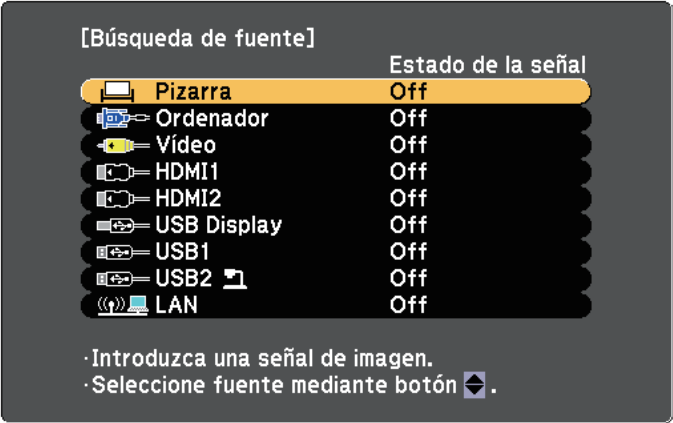 [Búsqueda de fuente]
Estado de la señal
Pizarra Off
Ordenador Off
Vídeo Off
HDMI1 Off
HDMI2 Off
USB Display Off
USB1 Off
USB2 Off
LAN Off
·Introduzca una señal de imagen.
·Seleccione fuente mediante botón .